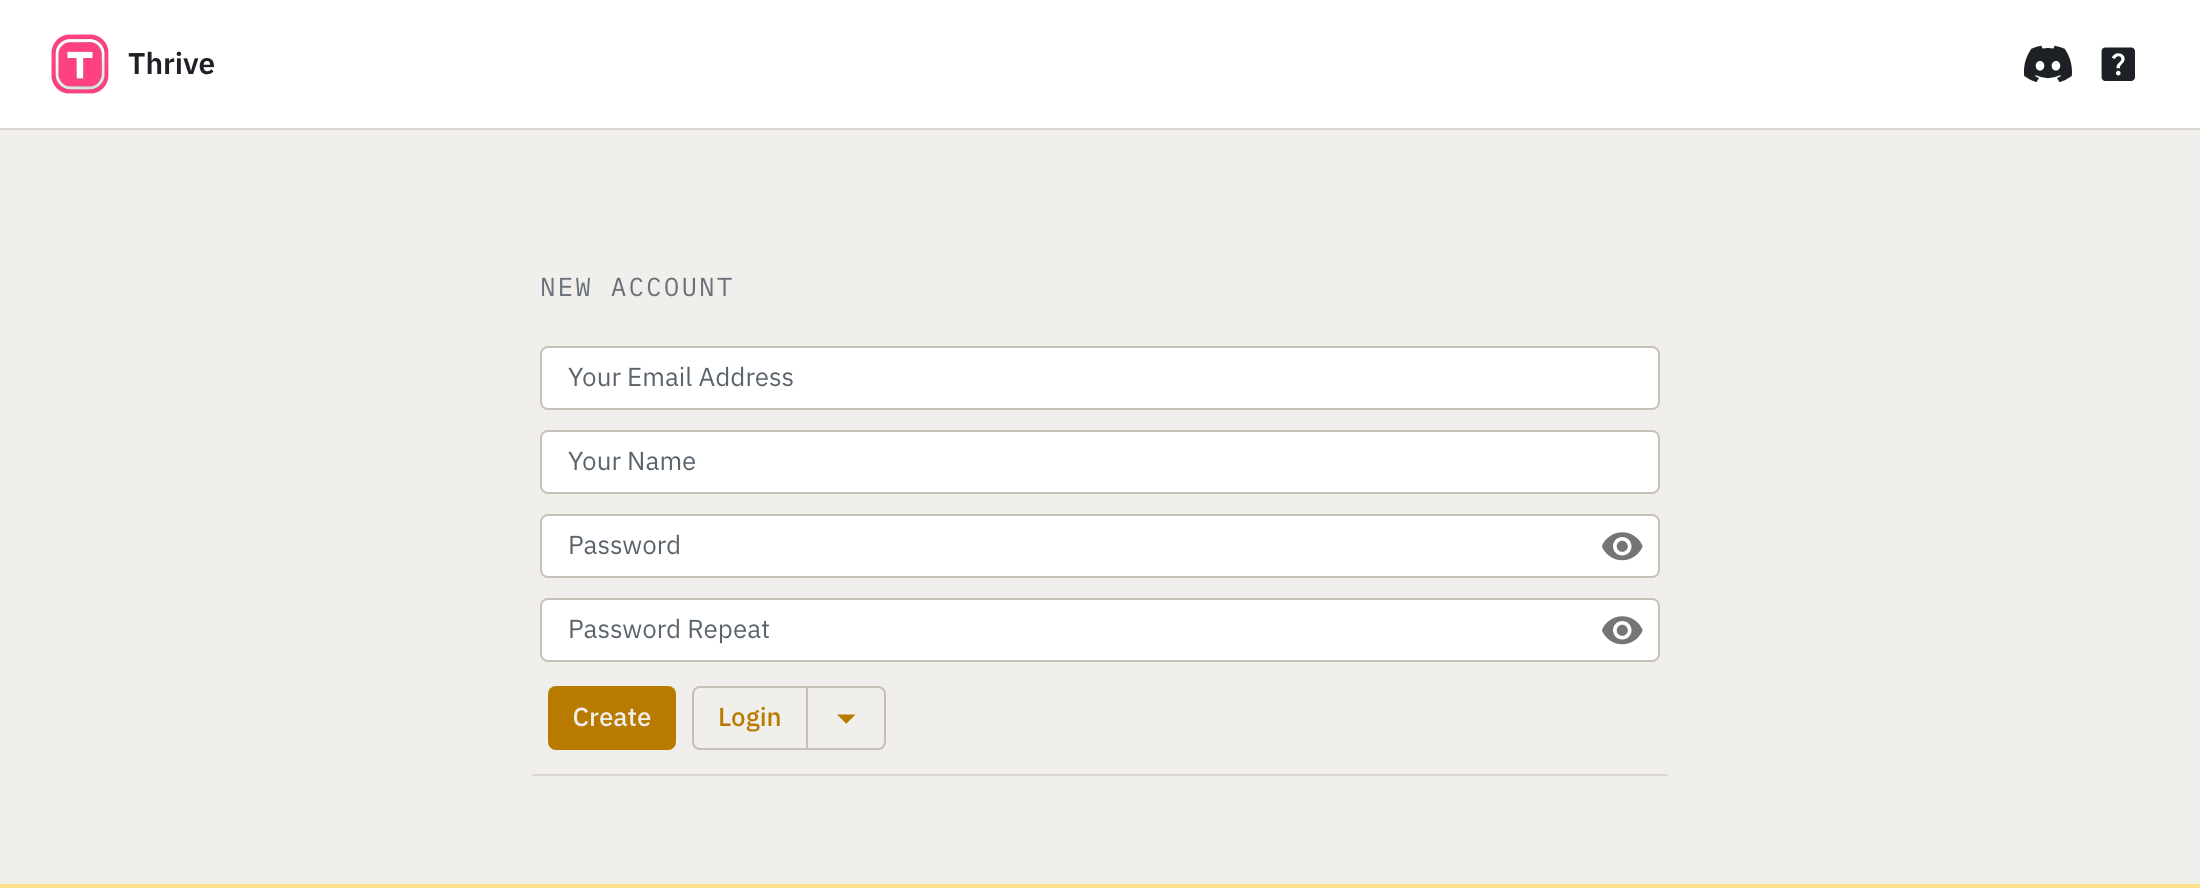 T Thrive
?
NEW ACCOUNT
Your Email Address
Your Name
Password
Password Repeat
Create Login